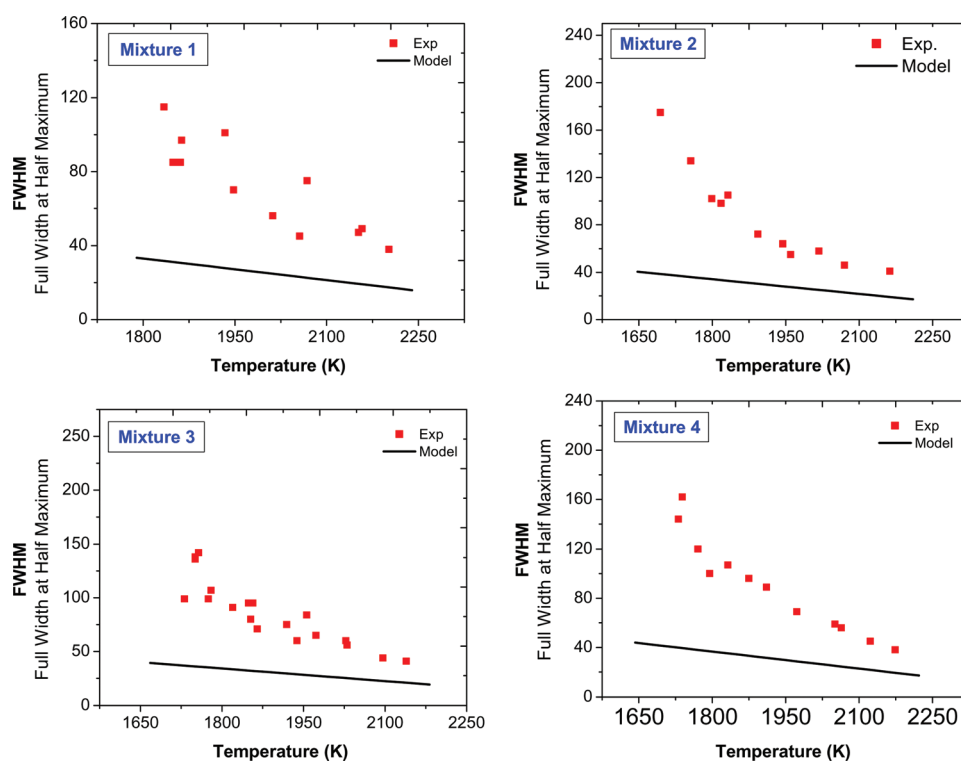 Mixture 1
Exp
Model
160
120
80
40
0
1800
1950
2100
2250
FWHM
Full Width at Half Maximum
Temperature (K)
Mixture 2
Exp.
Model
240
200
160
120
80
40
0
1650
1800
1950
2100
2250
FWHM
Full Width at Half Maximum
Temperature (K)
Mixture 3
Exp
Model
250
200
150
100
50
0
1650
1800
1950
2100
2250
FWHM
Full Width at Half Maximum
Temperature (K)
Mixture 4
Exp
Model
240
200
160
120
80
40
0
1650
1800
1950
2100
2250
FWHM
Full Width at Half Maximum
Temperature (K)